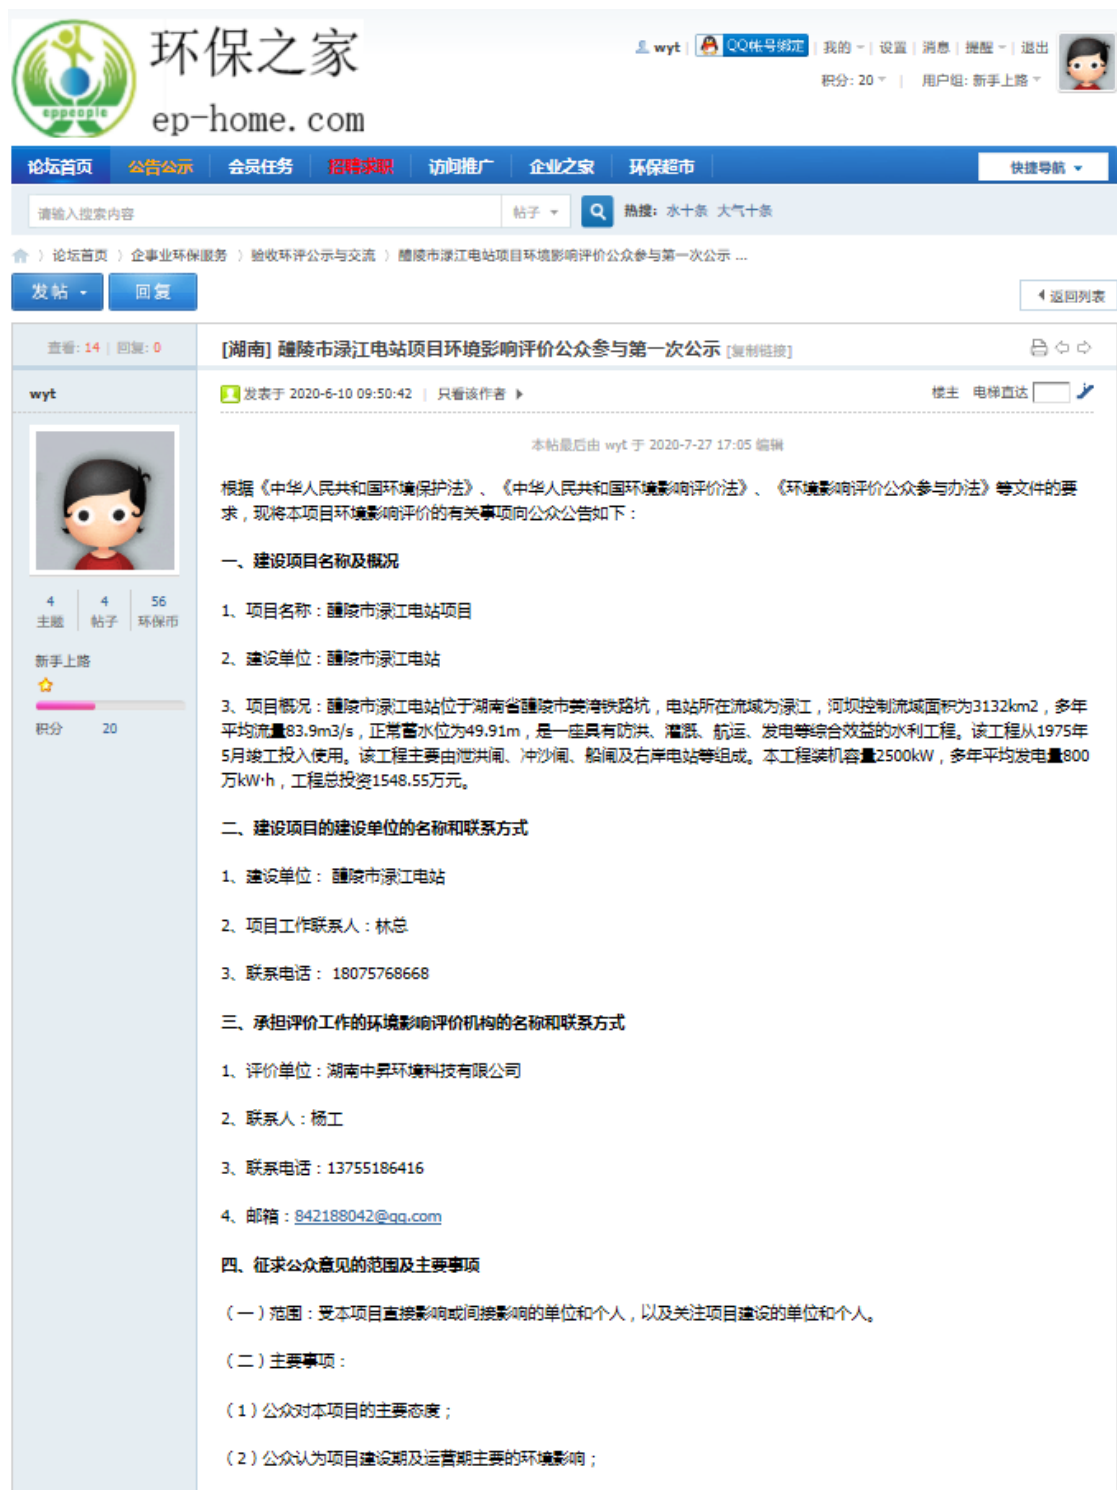 环保之家
ep-home.com
eppeople
wyt | QQ帐号绑定 | 我的 | 设置 | 消息 | 提醒 | 退出
积分: 20 | 用户组: 新手上路
论坛首页 公告公示 会员任务 招聘求职 访问推广 企业之家 环保超市 快捷导航
请输入搜索内容 帖子 热搜: 水十条 大气十条
〉论坛首页 〉企事业环保服务 〉验收环评公示与交流 〉醴陵市渌江电站项目环境影响评价公众参与第一次公示 ...
发帖 回复 返回列表
查看: 14 | 回复: 0
[湖南] 醴陵市渌江电站项目环境影响评价公众参与第一次公示 [复制链接]
wyt
发表于 2020-6-10 09:50:42 | 只看该作者 楼主 电梯直达
本帖最后由 wyt 于 2020-7-27 17:05 编辑
4 4 56
主题 帖子 环保币
新手上路
积分 20
根据《中华人民共和国环境保护法》、《中华人民共和国环境影响评价法》、《环境影响评价公众参与办法》等文件的要
求，现将本项目环境影响评价的有关事项向公众公告如下：
一、建设项目名称及概况
1、项目名称：醴陵市渌江电站项目
2、建设单位：醴陵市渌江电站
3、项目概况：醴陵市渌江电站位于湖南省醴陵市姜湾铁路坑，电站所在流域为渌江，河坝控制流域面积为3132km2，多年
平均流量83.9m3/s，正常蓄水位为49.91m，是一座具有防洪、灌溉、航运、发电等综合效益的水利工程。该工程从1975年
5月竣工投入使用。该工程主要由泄洪闸、冲沙闸、船闸及右岸电站等组成。本工程装机容量2500kW，多年平均发电量800
万kW·h，工程总投资1548.55万元。
二、建设项目的建设单位的名称和联系方式
1、建设单位： 醴陵市渌江电站
2、项目工作联系人：林总
3、联系电话： 18075768668
三、承担评价工作的环境影响评价机构的名称和联系方式
1、评价单位：湖南中昇环境科技有限公司
2、联系人：杨工
3、联系电话：13755186416
4、邮箱：842188042@qq.com
四、征求公众意见的范围及主要事项
（一）范围：受本项目直接影响或间接影响的单位和个人，以及关注项目建设的单位和个人。
（二）主要事项：
（1）公众对本项目的主要态度；
（2）公众认为项目建设期及运营期主要的环境影响；